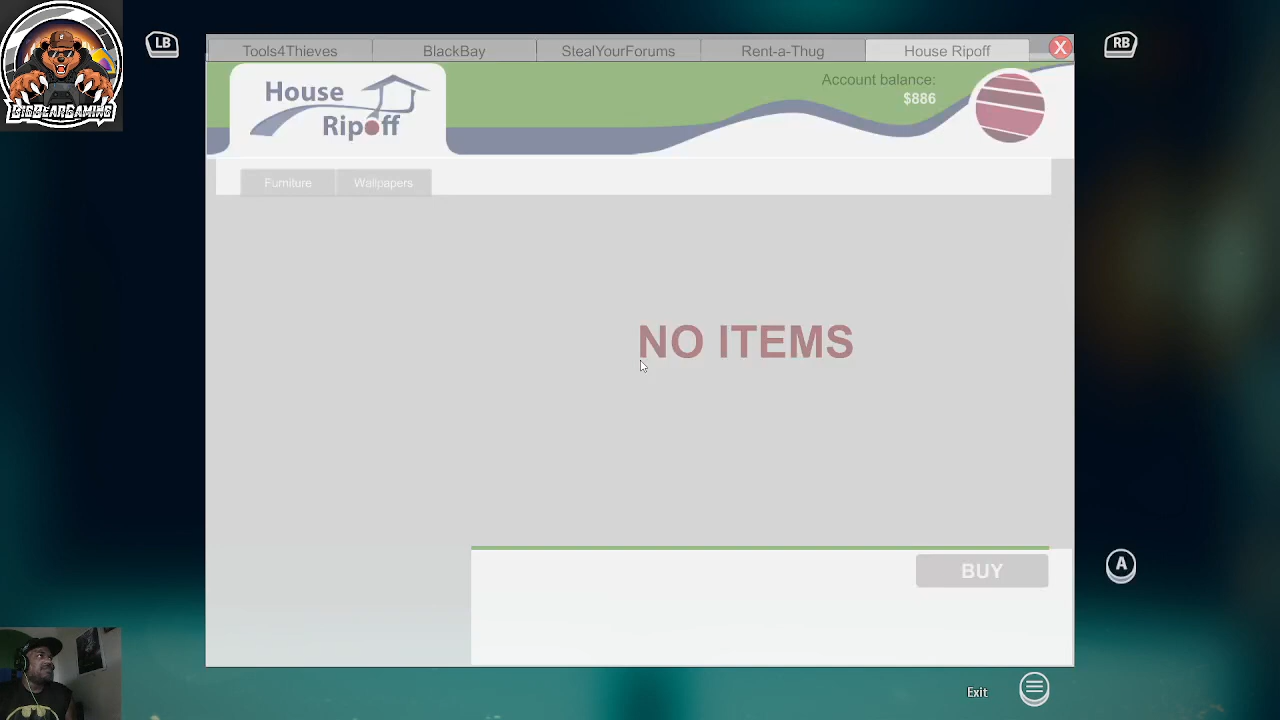 LB
Tools4Thieves
BlackBay
StealYourForums
Rent-a-Thug
House Ripoff
X
RB
BIGBEARGAMING
House
Ripoff
Account balance:
$886
Furniture
Wallpapers
NO ITEMS
BUY
A
Exit